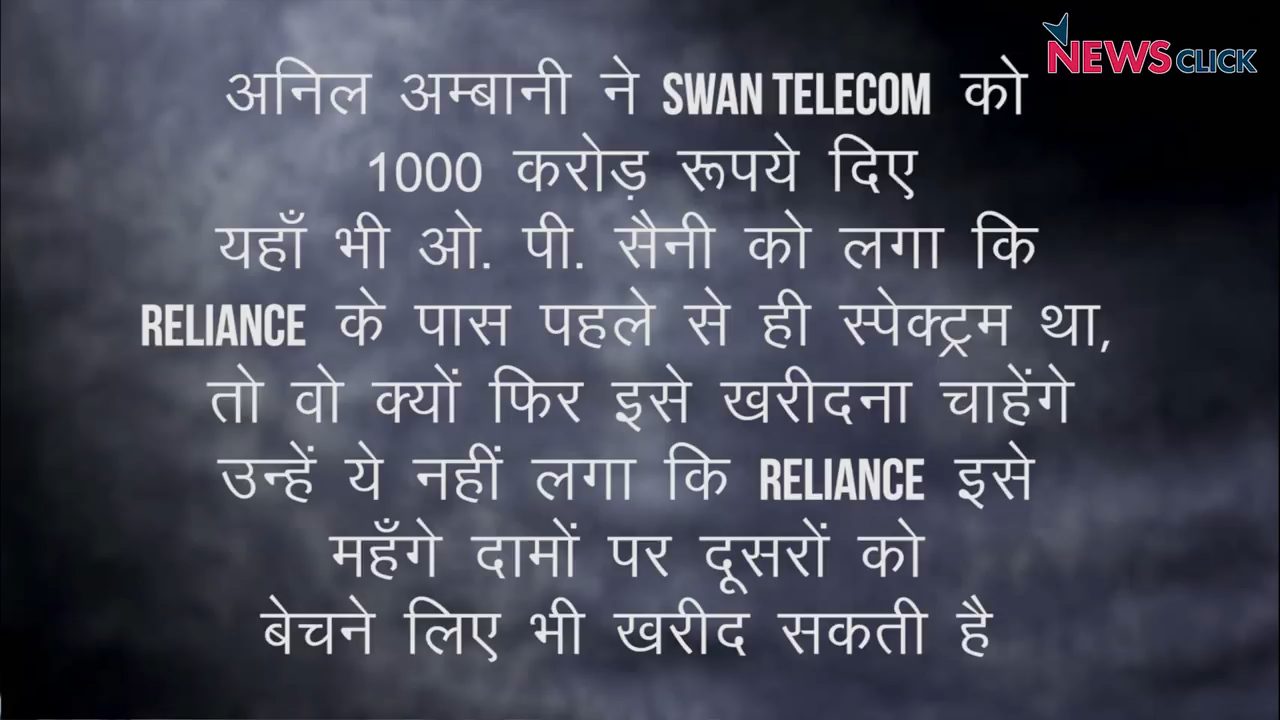 NEWSCLICK
अनिल अम्बानी ने SWAN TELECOM को
1000 करोड़ रूपये दिए
यहाँ भी ओ. पी. सैनी को लगा कि
RELIANCE के पास पहले से ही स्पेक्ट्रम था,
तो वो क्यों फिर इसे खरीदना चाहेंगे
उन्हें ये नहीं लगा कि RELIANCE इसे
महँगे दामों पर दूसरों को
बेचने लिए भी खरीद सकती है